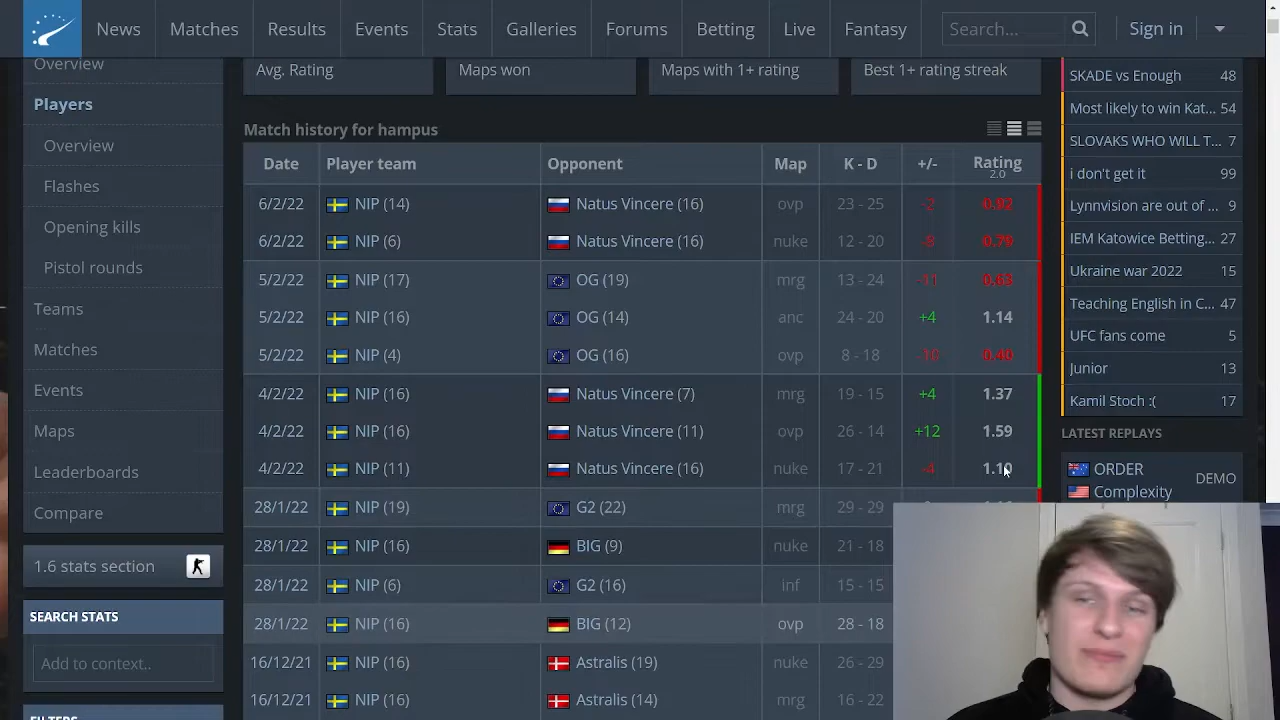 News Matches Results Events Stats Galleries Forums Betting Live Fantasy Search... Sign in
Overview
Players
Overview
Flashes
Opening kills
Pistol rounds
Teams
Matches
Events
Maps
Leaderboards
Compare
1.6 stats section
SEARCH STATS
Add to context..
Avg. Rating Maps won Maps with 1+ rating Best 1+ rating streak
Match history for hampus
Date Player team Opponent Map K - D +/- Rating 2.0
6/2/22 NIP (14) Natus Vincere (16) ovp 23 - 25 -2 0.92
6/2/22 NIP (6) Natus Vincere (16) nuke 12 - 20 -8 0.79
5/2/22 NIP (17) OG (19) mrg 13 - 24 -11
5/2/22 NIP (16) OG (14) anc 24 - 20 +4 1.14
5/2/22 NIP (4) OG (16) ovp 8 - 18 -10
4/2/22 NIP (16) Natus Vincere (7) mrg 19 - 15 +4 1.37
4/2/22 NIP (16) Natus Vincere (11) ovp 26 - 14 +12 1.59
4/2/22 NIP (11) Natus Vincere (16) nuke 17 - 21 -4 1.10
28/1/22 NIP (19) G2 (22) mrg 29 - 29
28/1/22 NIP (16) BIG (9) nuke 21 - 18
28/1/22 NIP (6) G2 (16) inf 15 - 15
28/1/22 NIP (16) BIG (12) ovp 28 - 18
16/12/21 NIP (16) Astralis (19) nuke 26 - 29
16/12/21 NIP (16) Astralis (14) mrg 16 - 22
SKADE vs Enough 48
Most likely to win Kat... 54
SLOVAKS WHO WILL T... 7
i don't get it 99
Lynnvision are out of ... 9
IEM Katowice Betting... 27
Ukraine war 2022 15
Teaching English in C... 47
UFC fans come 5
Junior 13
Kamil Stoch :( 17
LATEST REPLAYS
ORDER DEMO
Complexity